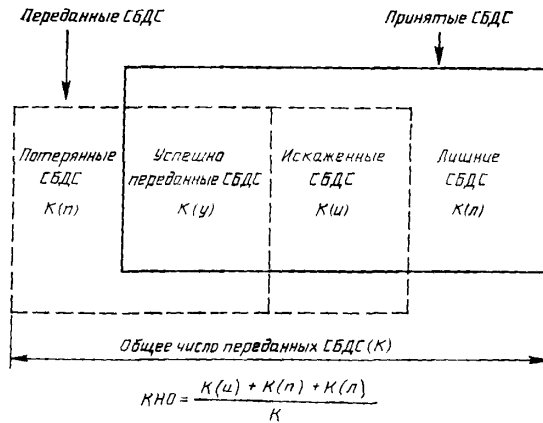 Переданные СБДС
Принятые СБДС
Потерянные
СБДС
К(п)
Успешно
переданные СБДС
К(у)
Искаженные
СБДС
К(и)
Лишние
СБДС
К(л)
Общее число переданных СБДС(К)
КНО = К(и) + К(п) + К(л)
К